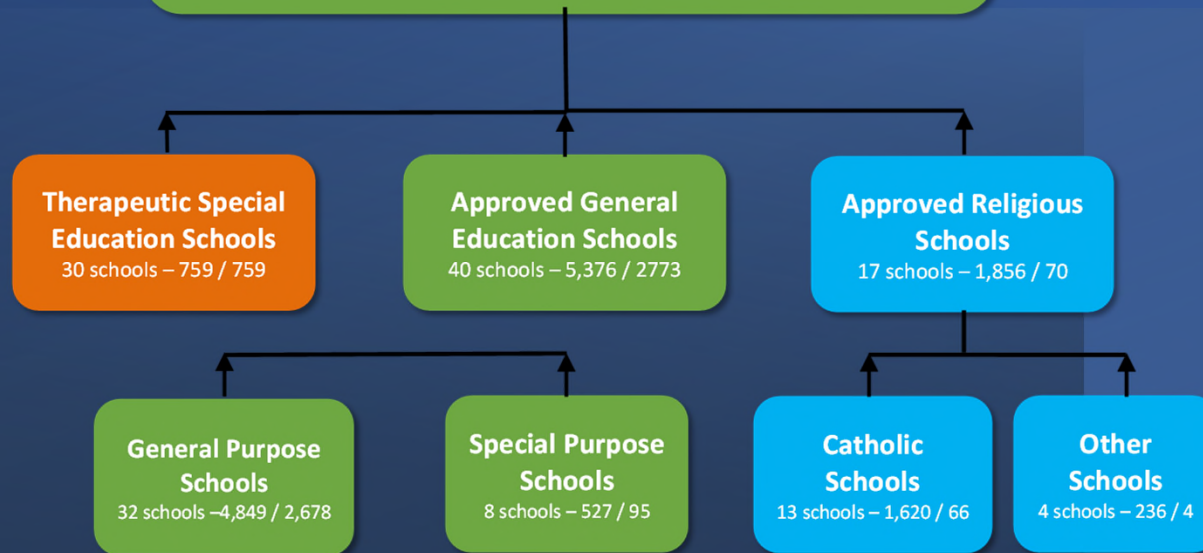 Therapeutic Special
Education Schools
30 schools – 759 / 759
Approved General
Education Schools
40 schools – 5,376 / 2773
Approved Religious
Schools
17 schools – 1,856 / 70
General Purpose
Schools
32 schools –4,849 / 2,678
Special Purpose
Schools
8 schools – 527 / 95
Catholic
Schools
13 schools – 1,620 / 66
Other
Schools
4 schools – 236 / 4